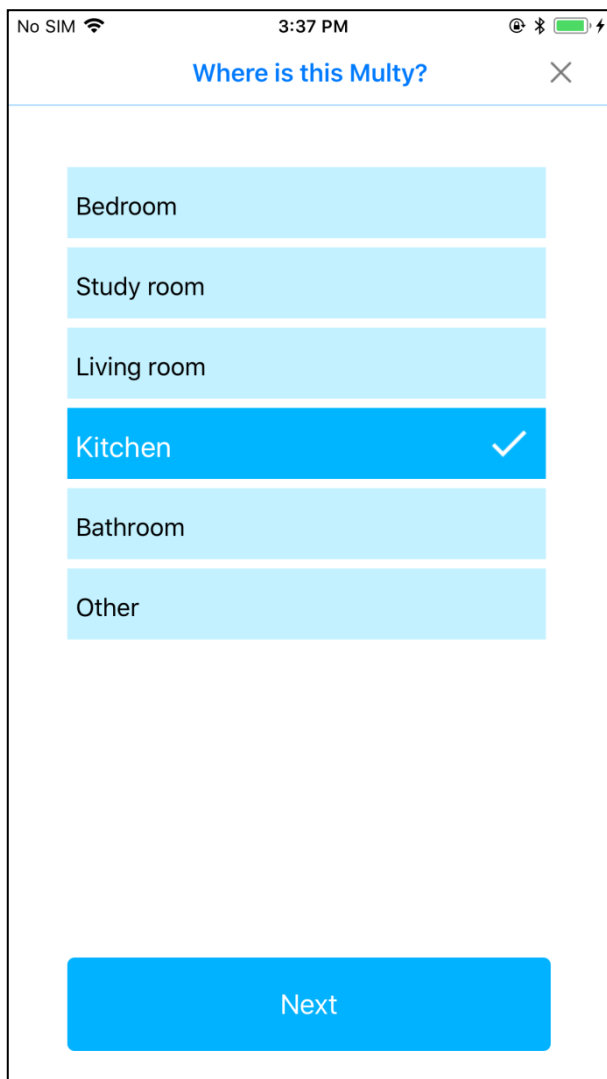 No SIM 3:37 PM
Where is this Multy?
Bedroom
Study room
Living room
Kitchen
Bathroom
Other
Next